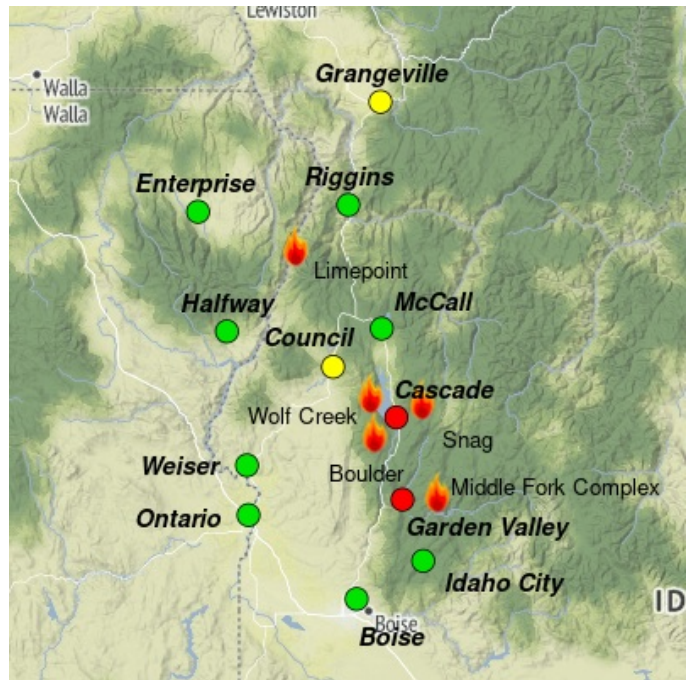 Lewiston
Grangeville
Walla
Walla
Enterprise
Riggins
Limepoint
Halfway
McCall
Council
Cascade
Wolf Creek
Snag
Weiser
Boulder
Middle Fork Complex
Ontario
Garden Valley
Idaho City
ID
Boise
Boise